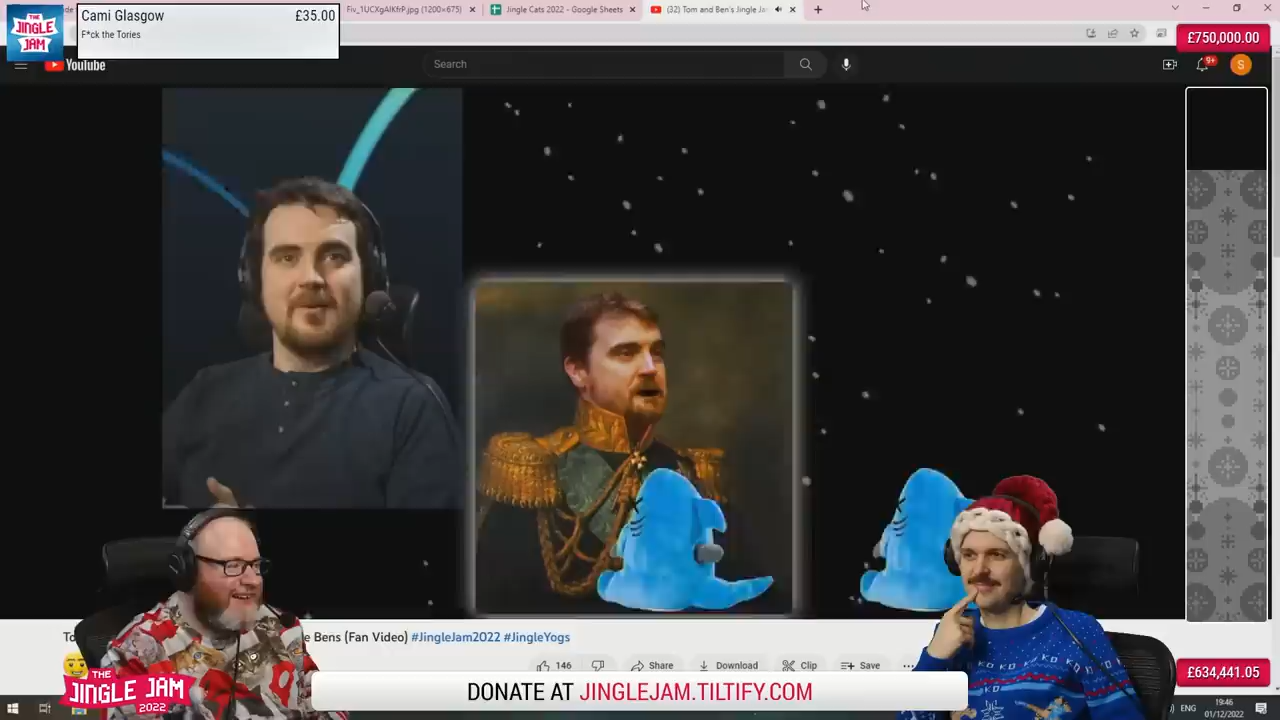 THE JINGLE JAM
Cami Glasgow £35.00
F*ck the Tories
Fiv_1UCXgAIKfrP.jpg (1200×675)
Jingle Cats 2022 - Google Sheets
(32) Tom and Ben's Jingle Ja
£750,000.00
YouTube
Search
9+
S
e Bens (Fan Video) #JingleJam2022 #JingleYogs
146
Share
Download
Clip
Save
THE JINGLE JAM 2022
DONATE AT JINGLEJAM.TILTIFY.COM
£634,441.05
ENG
19:46
01/12/2022